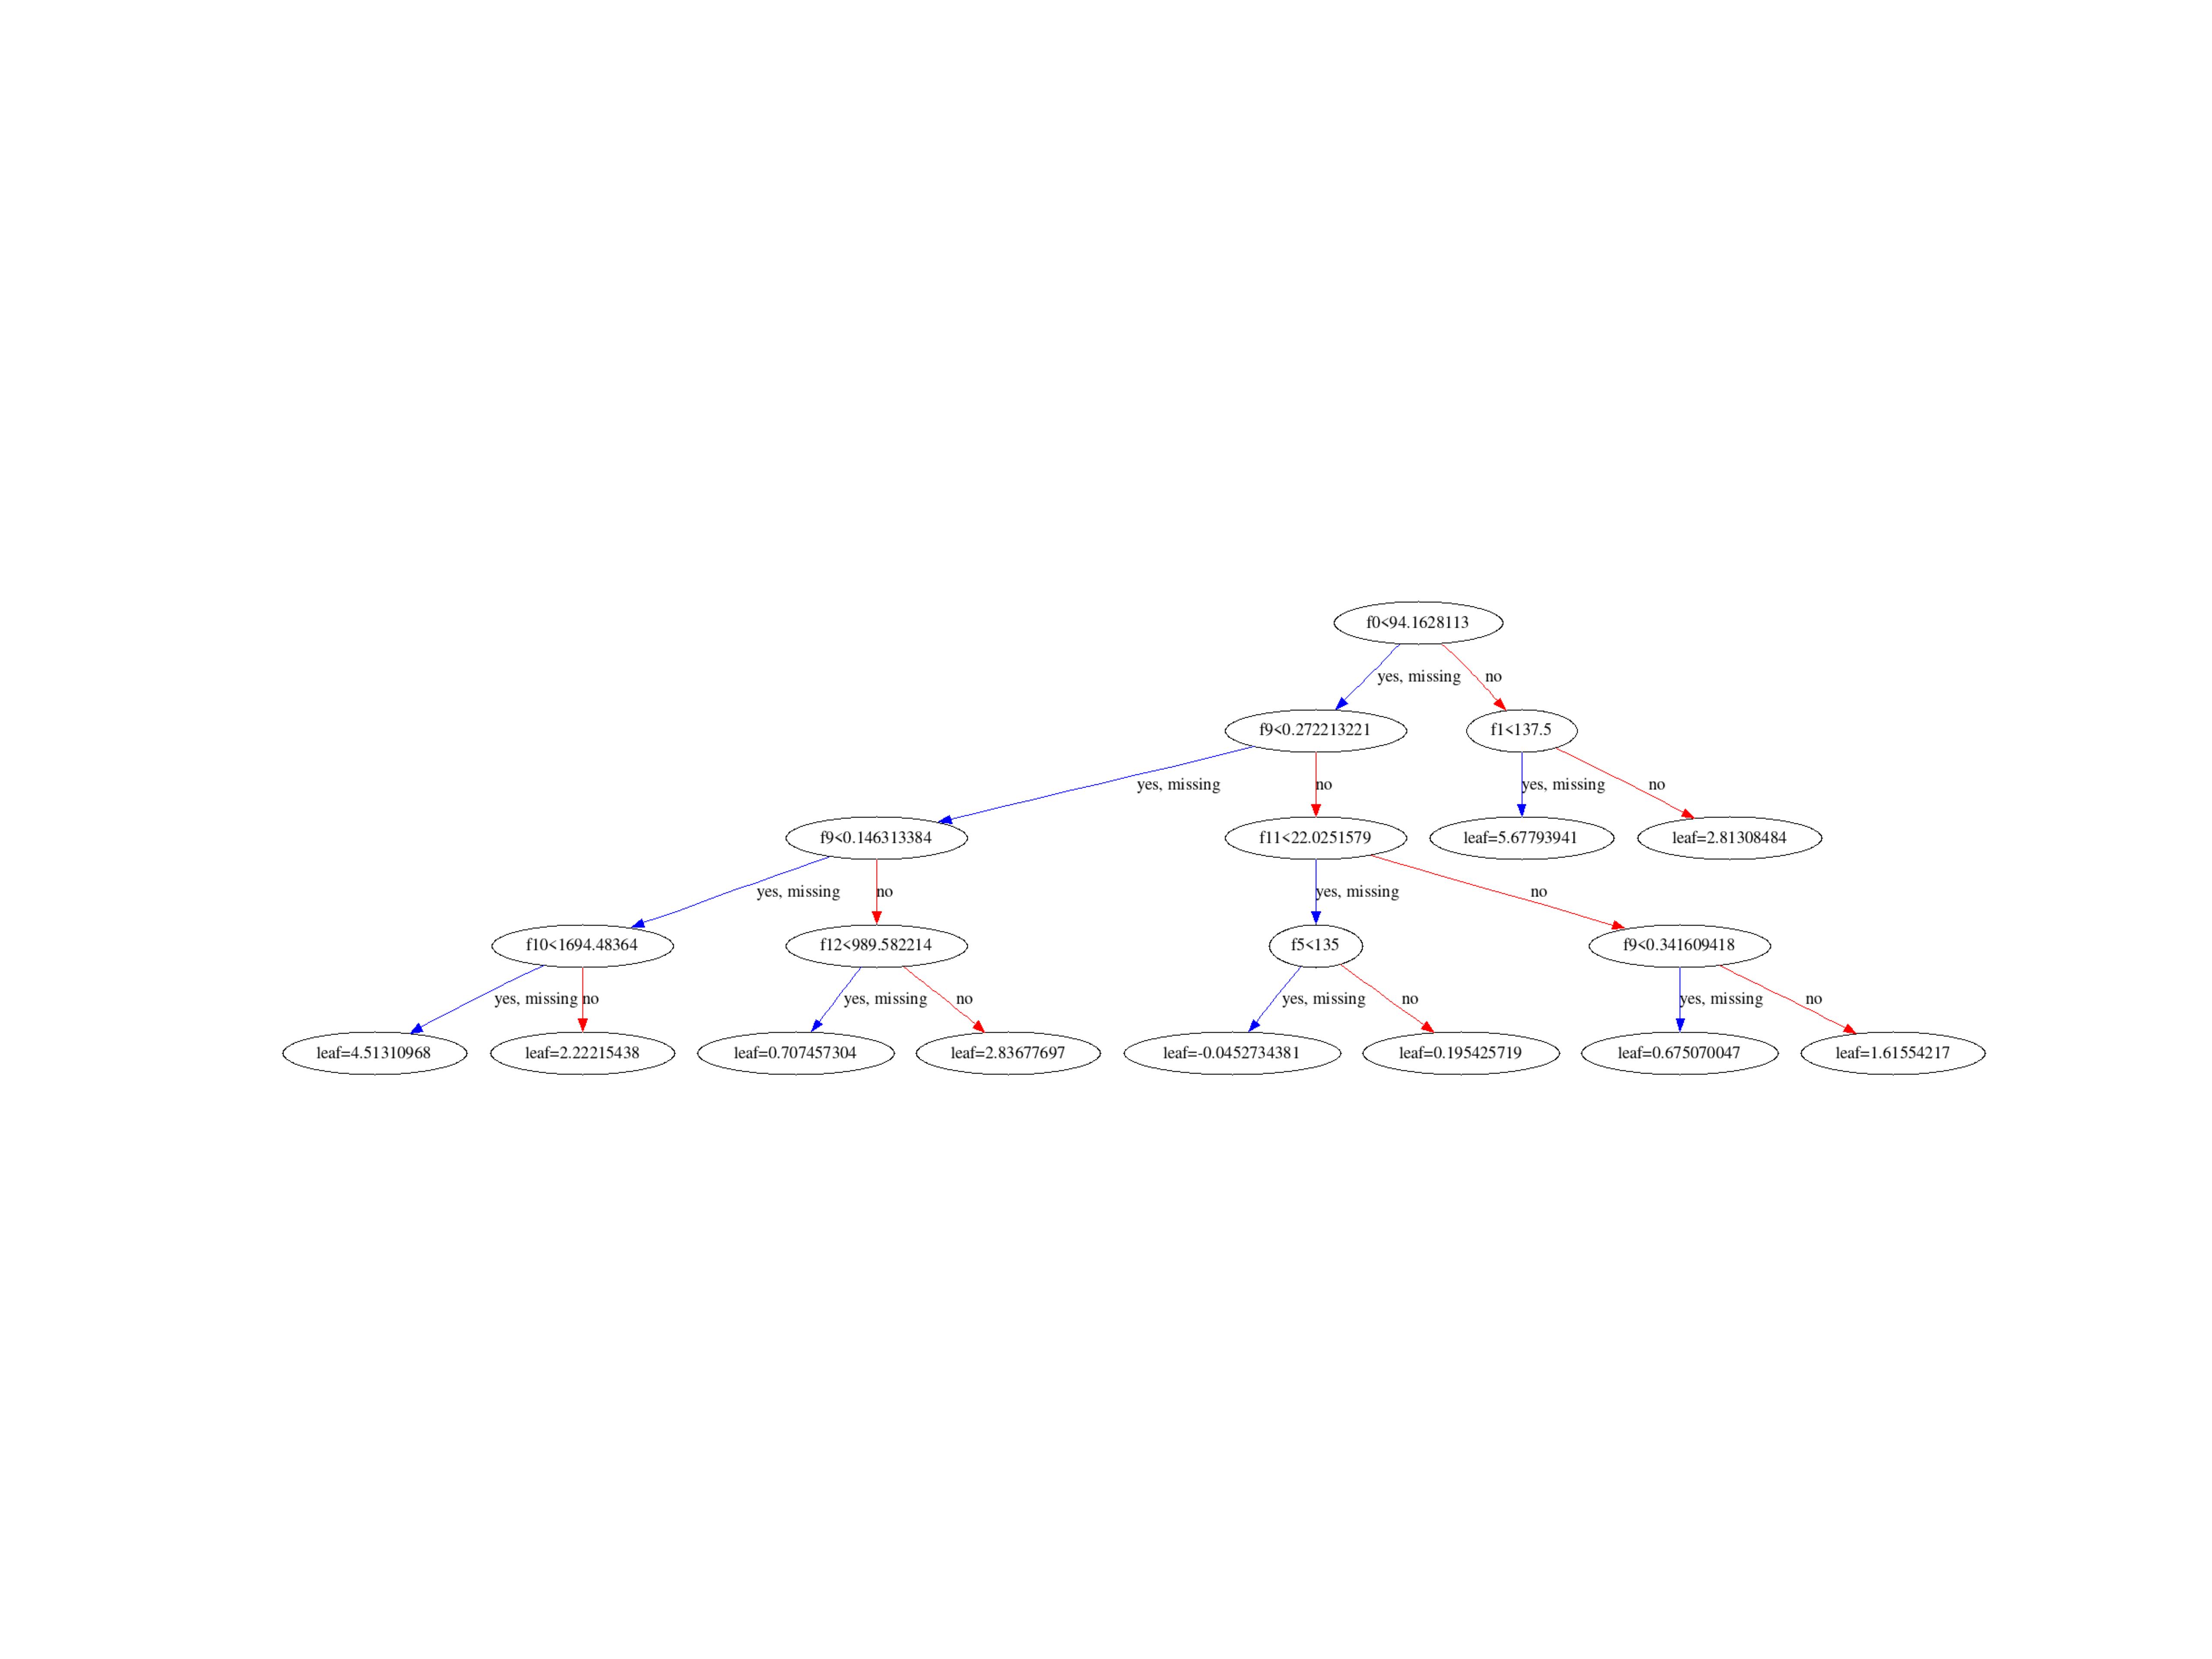 f0<94.1628113
yes, missing no
f9<0.272213221 f1<137.5
yes, missing no yes, missing no
f9<0.146313384 f11<22.0251579 leaf=5.67793941 leaf=2.81308484
yes, missing no yes, missing no
f10<1694.48364 f12<989.582214 f5<135 f9<0.341609418
yes, missing no yes, missing no yes, missing no yes, missing no
leaf=4.51310968 leaf=2.22215438 leaf=0.707457304 leaf=2.83677697 leaf=-0.0452734381 leaf=0.195425719 leaf=0.675070047 leaf=1.61554217